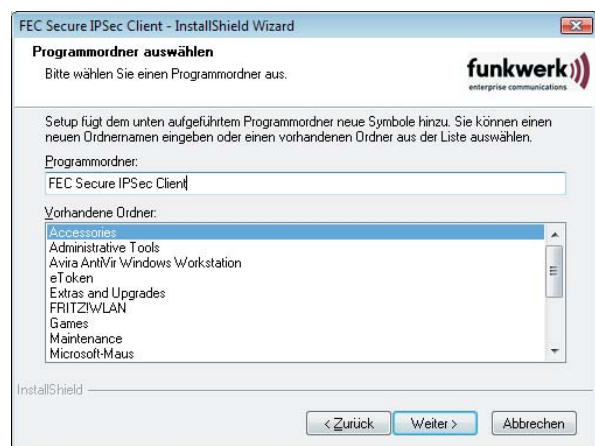 FEC Secure IPSec Client - InstallShield Wizard
Programmordner auswählen
Bitte wählen Sie einen Programmordner aus.
funkwerk
enterprise communications
Setup fügt dem unten aufgeführtem Programmordner neue Symbole hinzu. Sie können einen
neuen Ordnernamen eingeben oder einen vorhandenen Ordner aus der Liste auswählen.
Programmordner:
FEC Secure IPSec Client
Vorhandene Ordner:
Accessories
Administrative Tools
Avira AntiVir Windows Workstation
eToken
Extras and Upgrades
FRITZ!WLAN
Games
Maintenance
Microsoft-Maus
InstallShield
< Zurück
Weiter >
Abbrechen